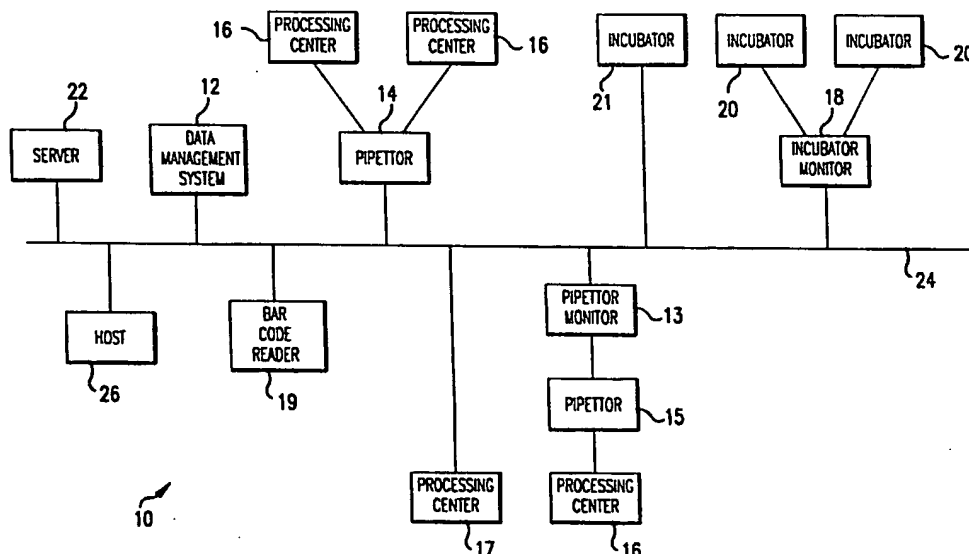 16
PROCESSING
CENTER
PROCESSING
CENTER
16
INCUBATOR
21
INCUBATOR
20
INCUBATOR
20
22
SERVER
12
DATA
MANAGEMENT
SYSTEM
14
PIPETTOR
18
INCUBATOR
MONITOR
24
HOST
26
BAR
CODE
READER
19
PIPETTOR
MONITOR
13
PIPETTOR
15
10
PROCESSING
CENTER
17
PROCESSING
CENTER
16